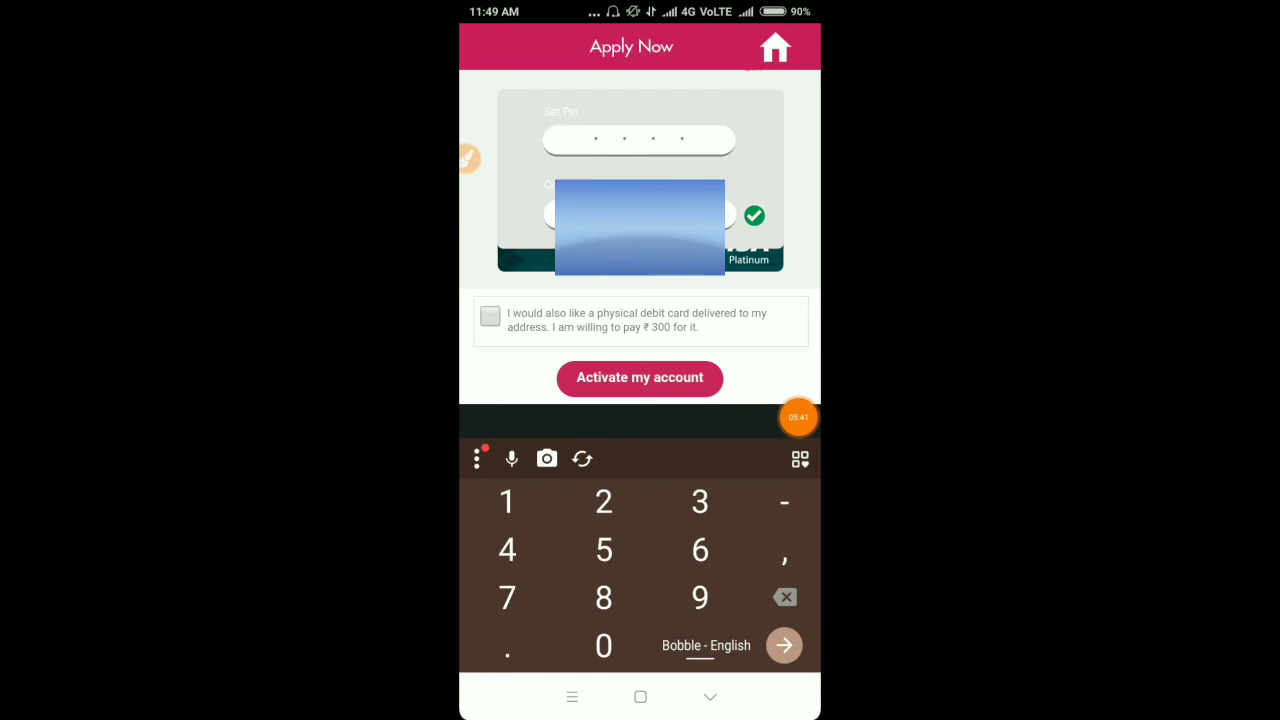 11:49 AM
... 4G VoLTE 90%
Apply Now
Set Pin
Platinum
I would also like a physical debit card delivered to my
address. I am willing to pay ₹ 300 for it.
Activate my account
05:41
1 2 3 -
4 5 6 ,
7 8 9
. 0 Bobble - English